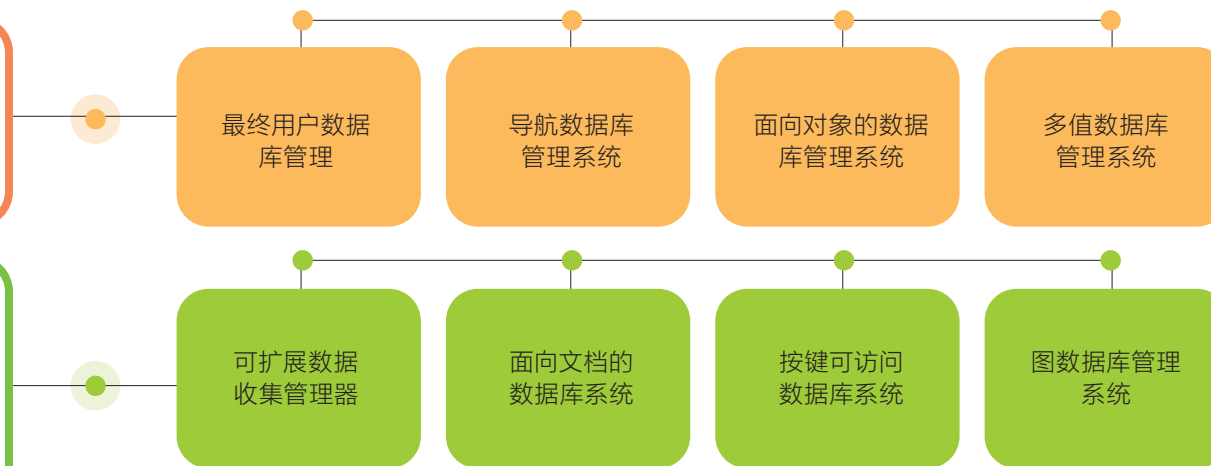 最终用户数据
库管理
导航数据库
管理系统
面向对象的数据
库管理系统
多值数据库
管理系统
可扩展数据
收集管理器
面向文档的
数据库系统
按键可访问
数据库系统
图数据库管理
系统